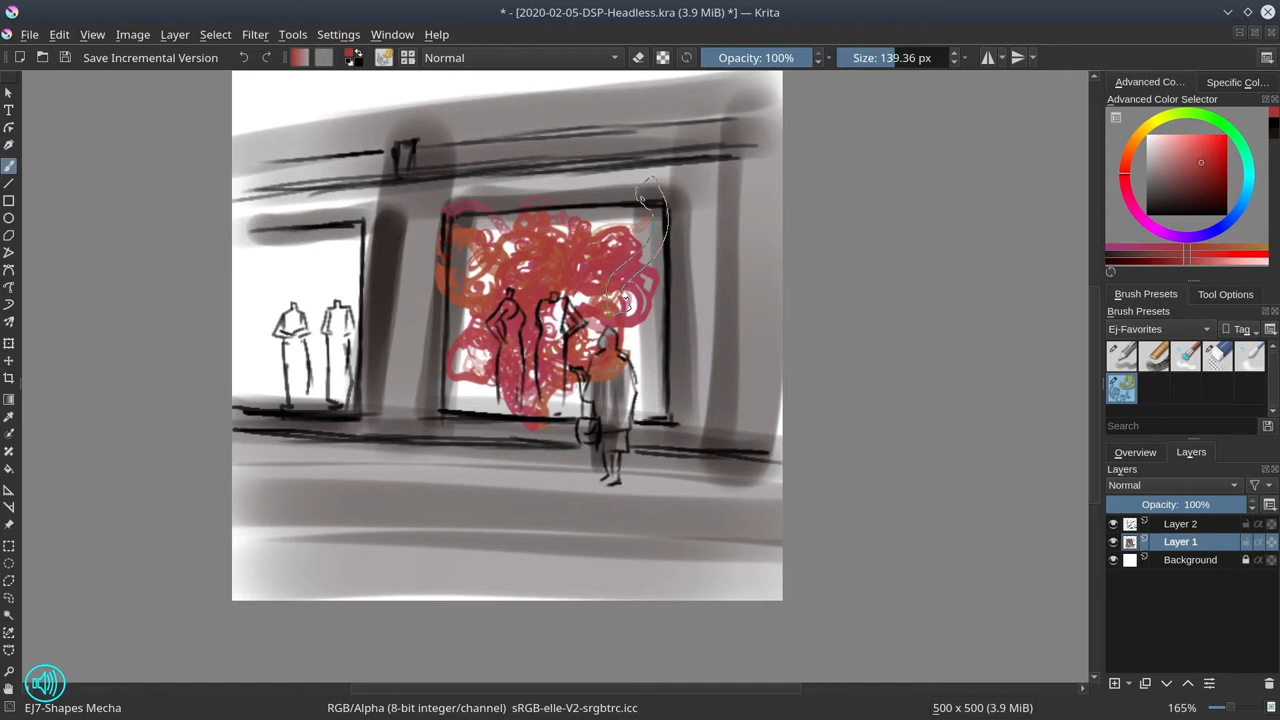 * - [2020-02-05-DSP-Headless.kra (3.9 MiB) *] — Krita
File Edit View Image Layer Select Filter Tools Settings Window Help
Save Incremental Version Normal Opacity: 100% Size: 139.36 px
Advanced Co... Specific Col...
Advanced Color Selector
Brush Presets Tool Options
Brush Presets
Ej-Favorites Tag
Search
Overview Layers
Layers
Normal
Opacity: 100%
Layer 2
Layer 1
Background
EJ7-Shapes Mecha RGB/Alpha (8-bit integer/channel) sRGB-elle-V2-srgbtrc.icc 500 x 500 (3.9 MiB) 165%